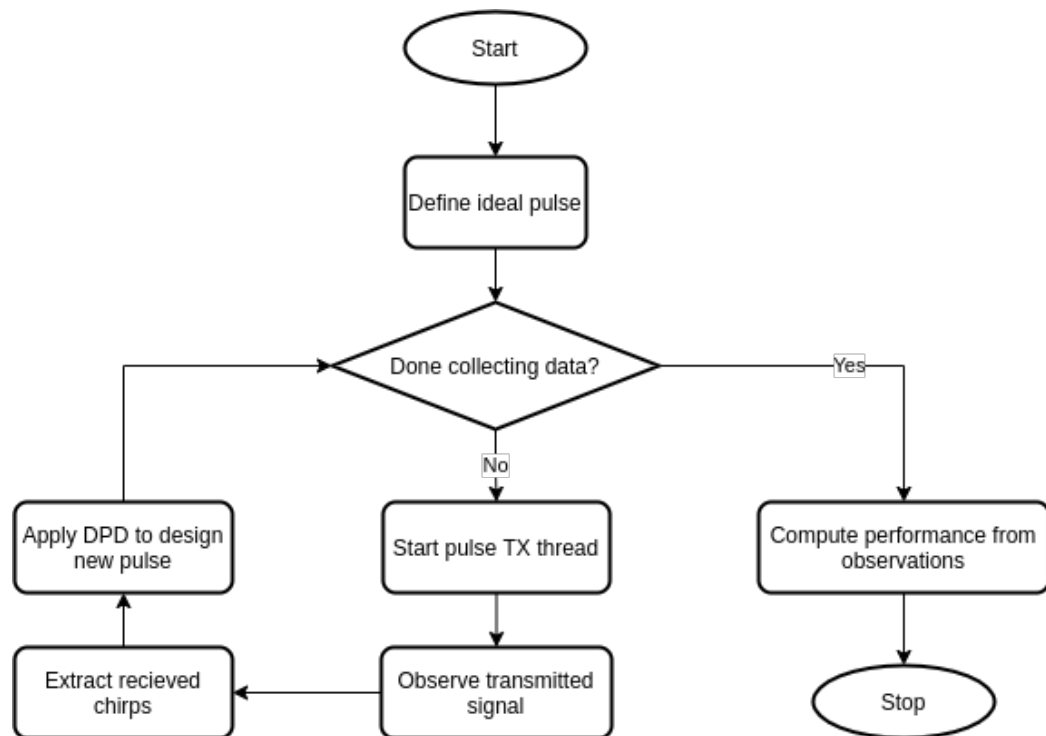 Start
Define ideal pulse
Done collecting data?
Yes
No
Apply DPD to design
new pulse
Start pulse TX thread
Compute performance from
observations
Extract recieved
chirps
Observe transmitted
signal
Stop